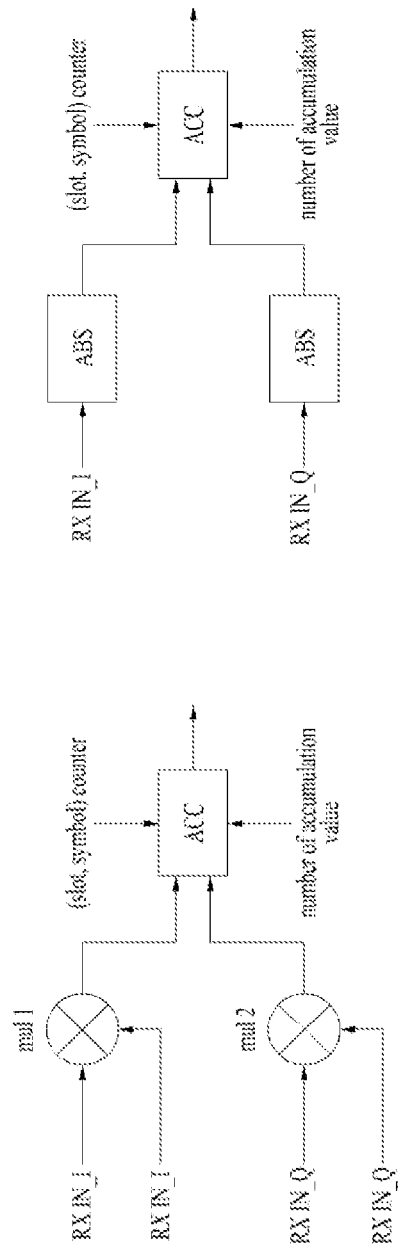 mul 1
RX IN_I
RX IN_I
mul 2
RX IN_Q
RX IN_Q
(slot, symbol) counter
ACC
number of accumulation
value
RX IN_I
ABS
RX IN_Q
ABS
(slot, symbol) counter
ACC
number of accumulation
value